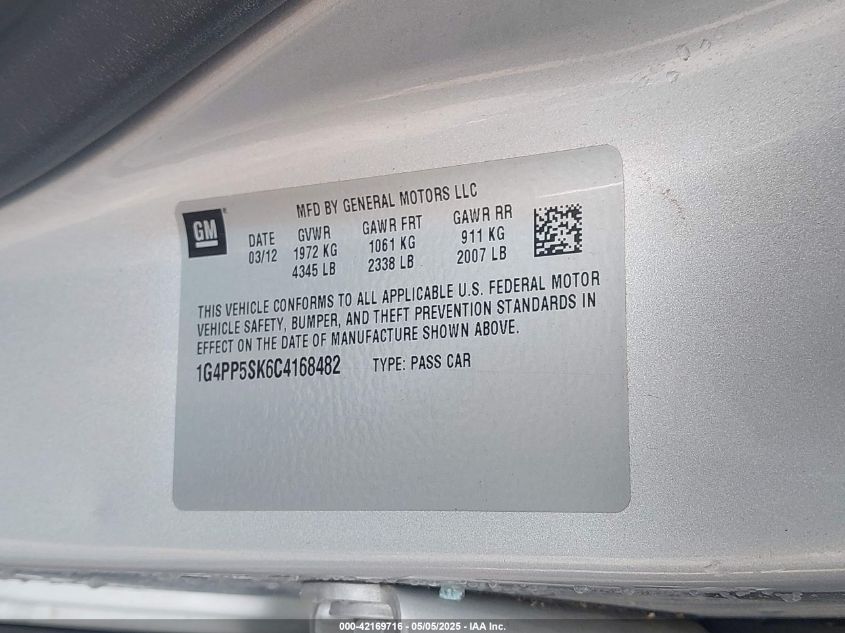 MFD BY GENERAL MOTORS LLC
GM
DATE GVWR GAWR FRT GAWR RR
03/12 1972 KG 1061 KG 911 KG
4345 LB 2338 LB 2007 LB
THIS VEHICLE CONFORMS TO ALL APPLICABLE U.S. FEDERAL MOTOR
VEHICLE SAFETY, BUMPER, AND THEFT PREVENTION STANDARDS IN
EFFECT ON THE DATE OF MANUFACTURE SHOWN ABOVE.
1G4PP5SK6C4168482 TYPE: PASS CAR
000-42169716 - 05/05/2025 - IAA Inc.